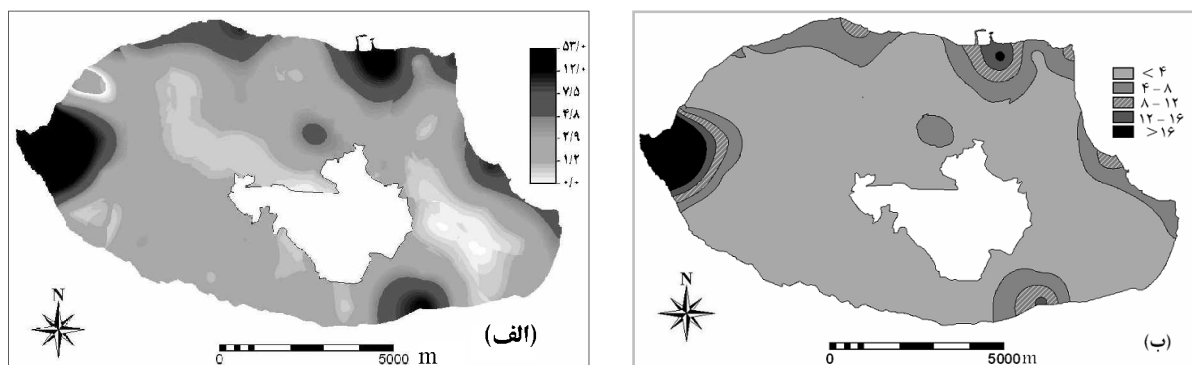 ۵۳/۰
۱۲/۰
۷/۵
۴/۸
۲/۹
۱/۲
۰/۰
N
(الف)
0 5000 m
< ۴
۴ - ۸
۸ - ۱۲
۱۲ - ۱۶
> ۱۶
N
(ب)
0 5000 m